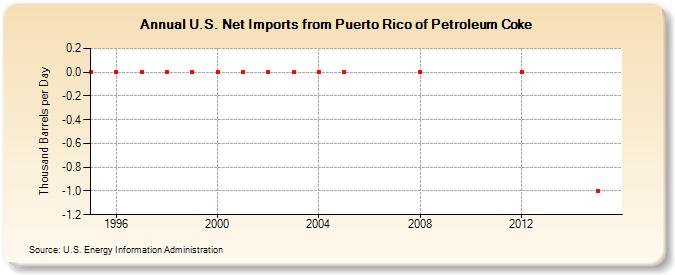 Annual U.S. Net Imports from Puerto Rico of Petroleum Coke
Thousand Barrels per Day
0.2
0.0
-0.2
-0.4
-0.6
-0.8
-1.0
-1.2
1996 2000 2004 2008 2012
Source: U.S. Energy Information Administration